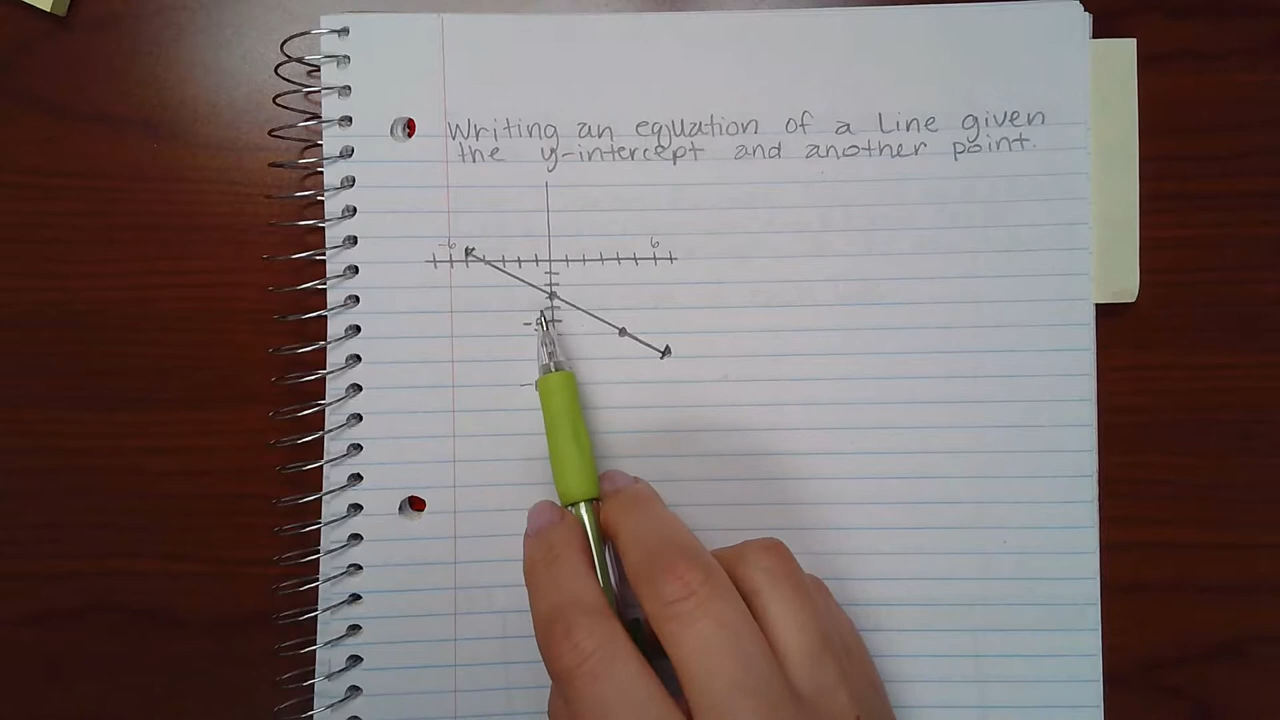 Writing an equation of a Line given
the y-intercept and another point.
-6 6